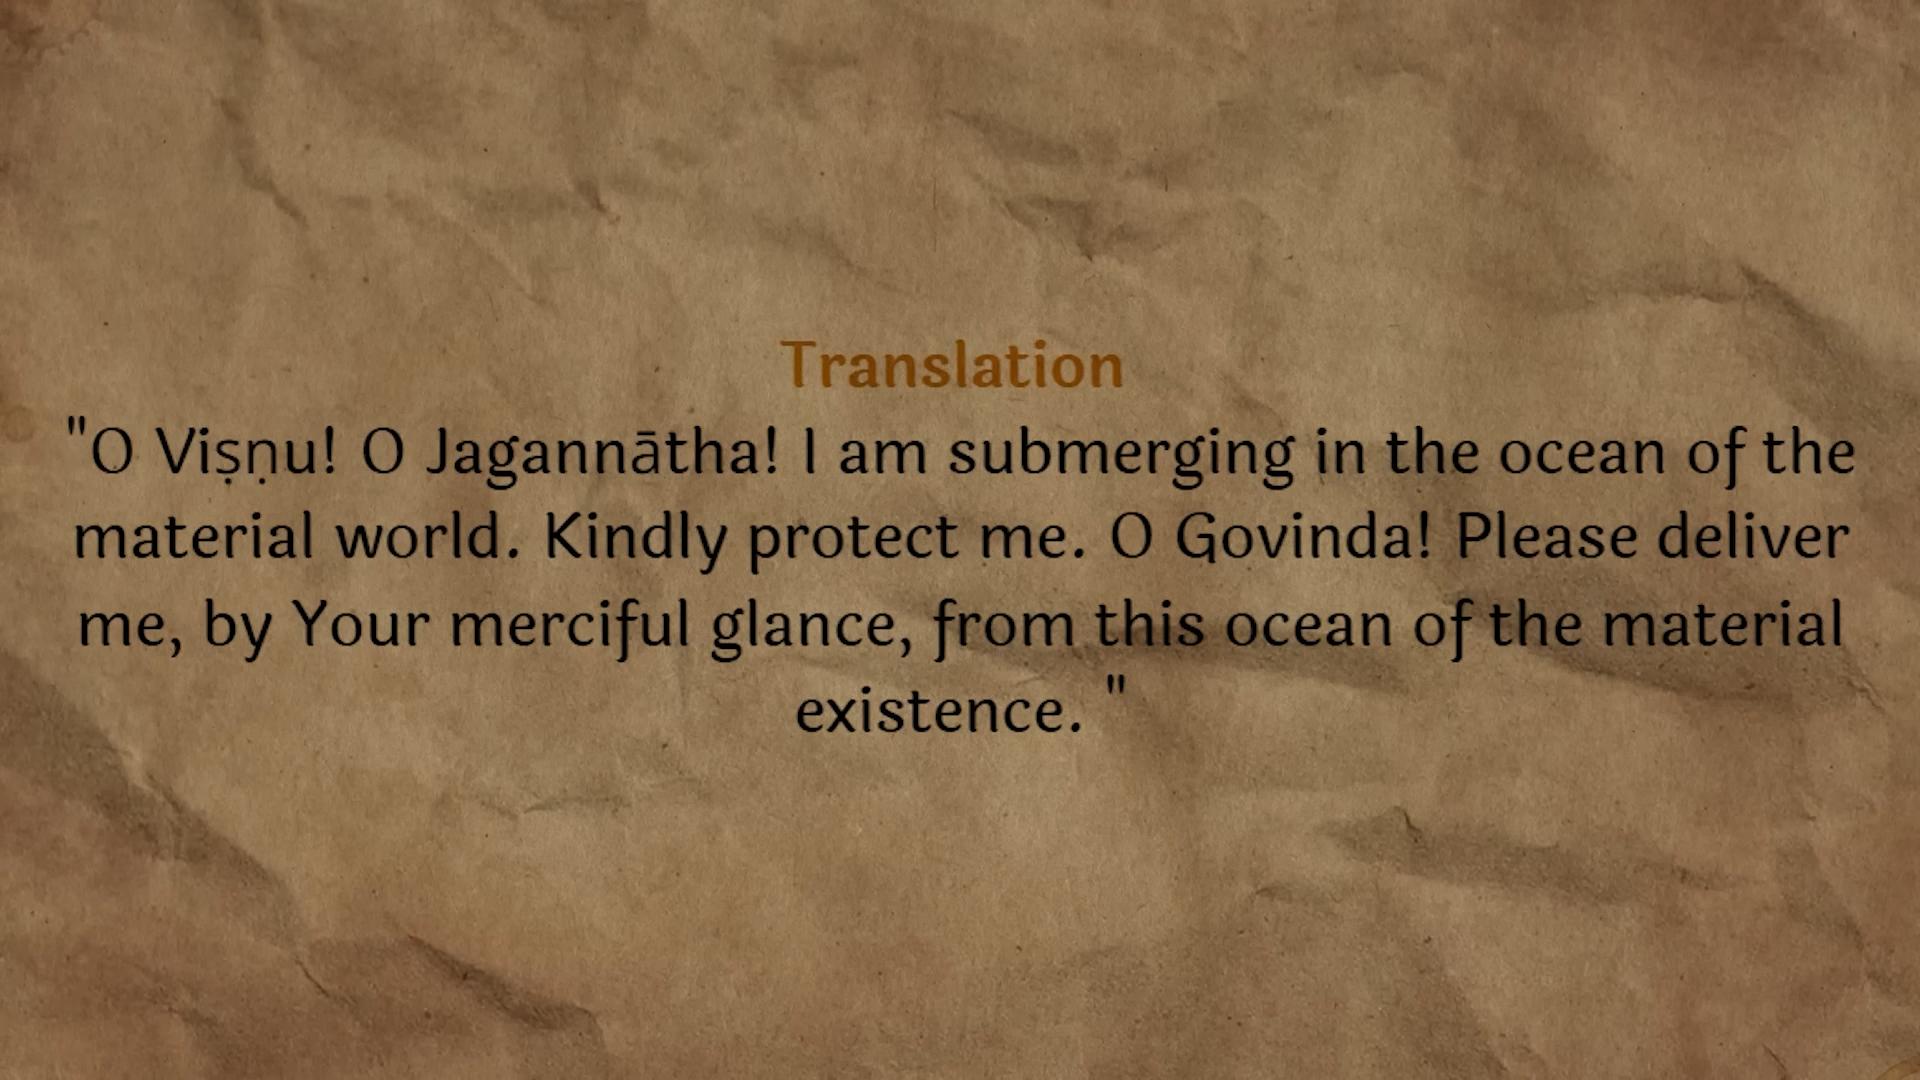 Translation
"O Viṣṇu! O Jagannātha! I am submerging in the ocean of the
material world. Kindly protect me. O Govinda! Please deliver
me, by Your merciful glance, from this ocean of the material
existence. "